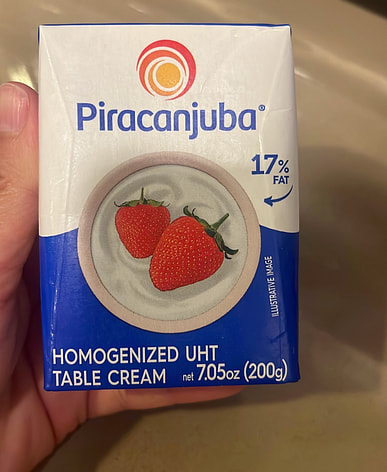 Piracanjuba®
17%
FAT
ILLUSTRATIVE IMAGE
HOMOGENIZED UHT
TABLE CREAM net 7.05oz (200g)